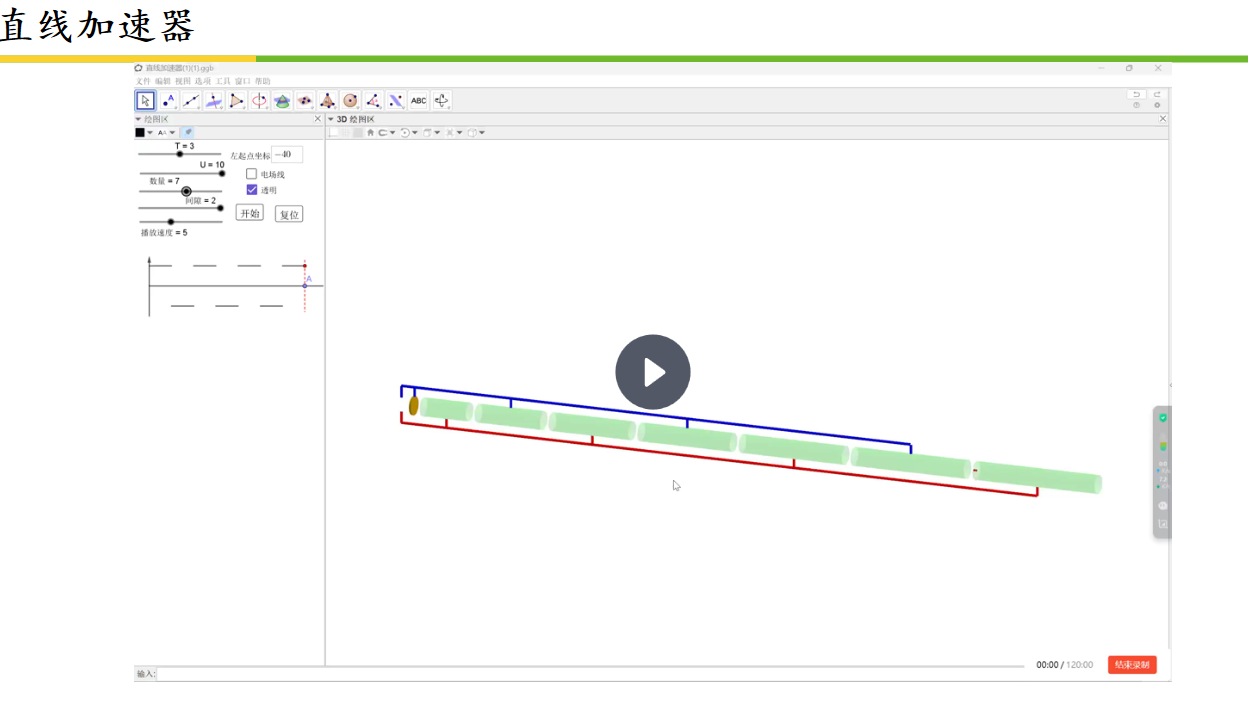 直线加速器
直线加速器(1)(1).ggb
文件 编辑 视图 选项 工具 窗口 帮助
ABC
绘图区
3D 绘图区
T = 3
左起点坐标 -40
U = 10
电场线
数量 = 7
透明
间隙 = 2
开始 复位
播放速度 = 5
A
00:00 / 120:00
结束录制
输入: